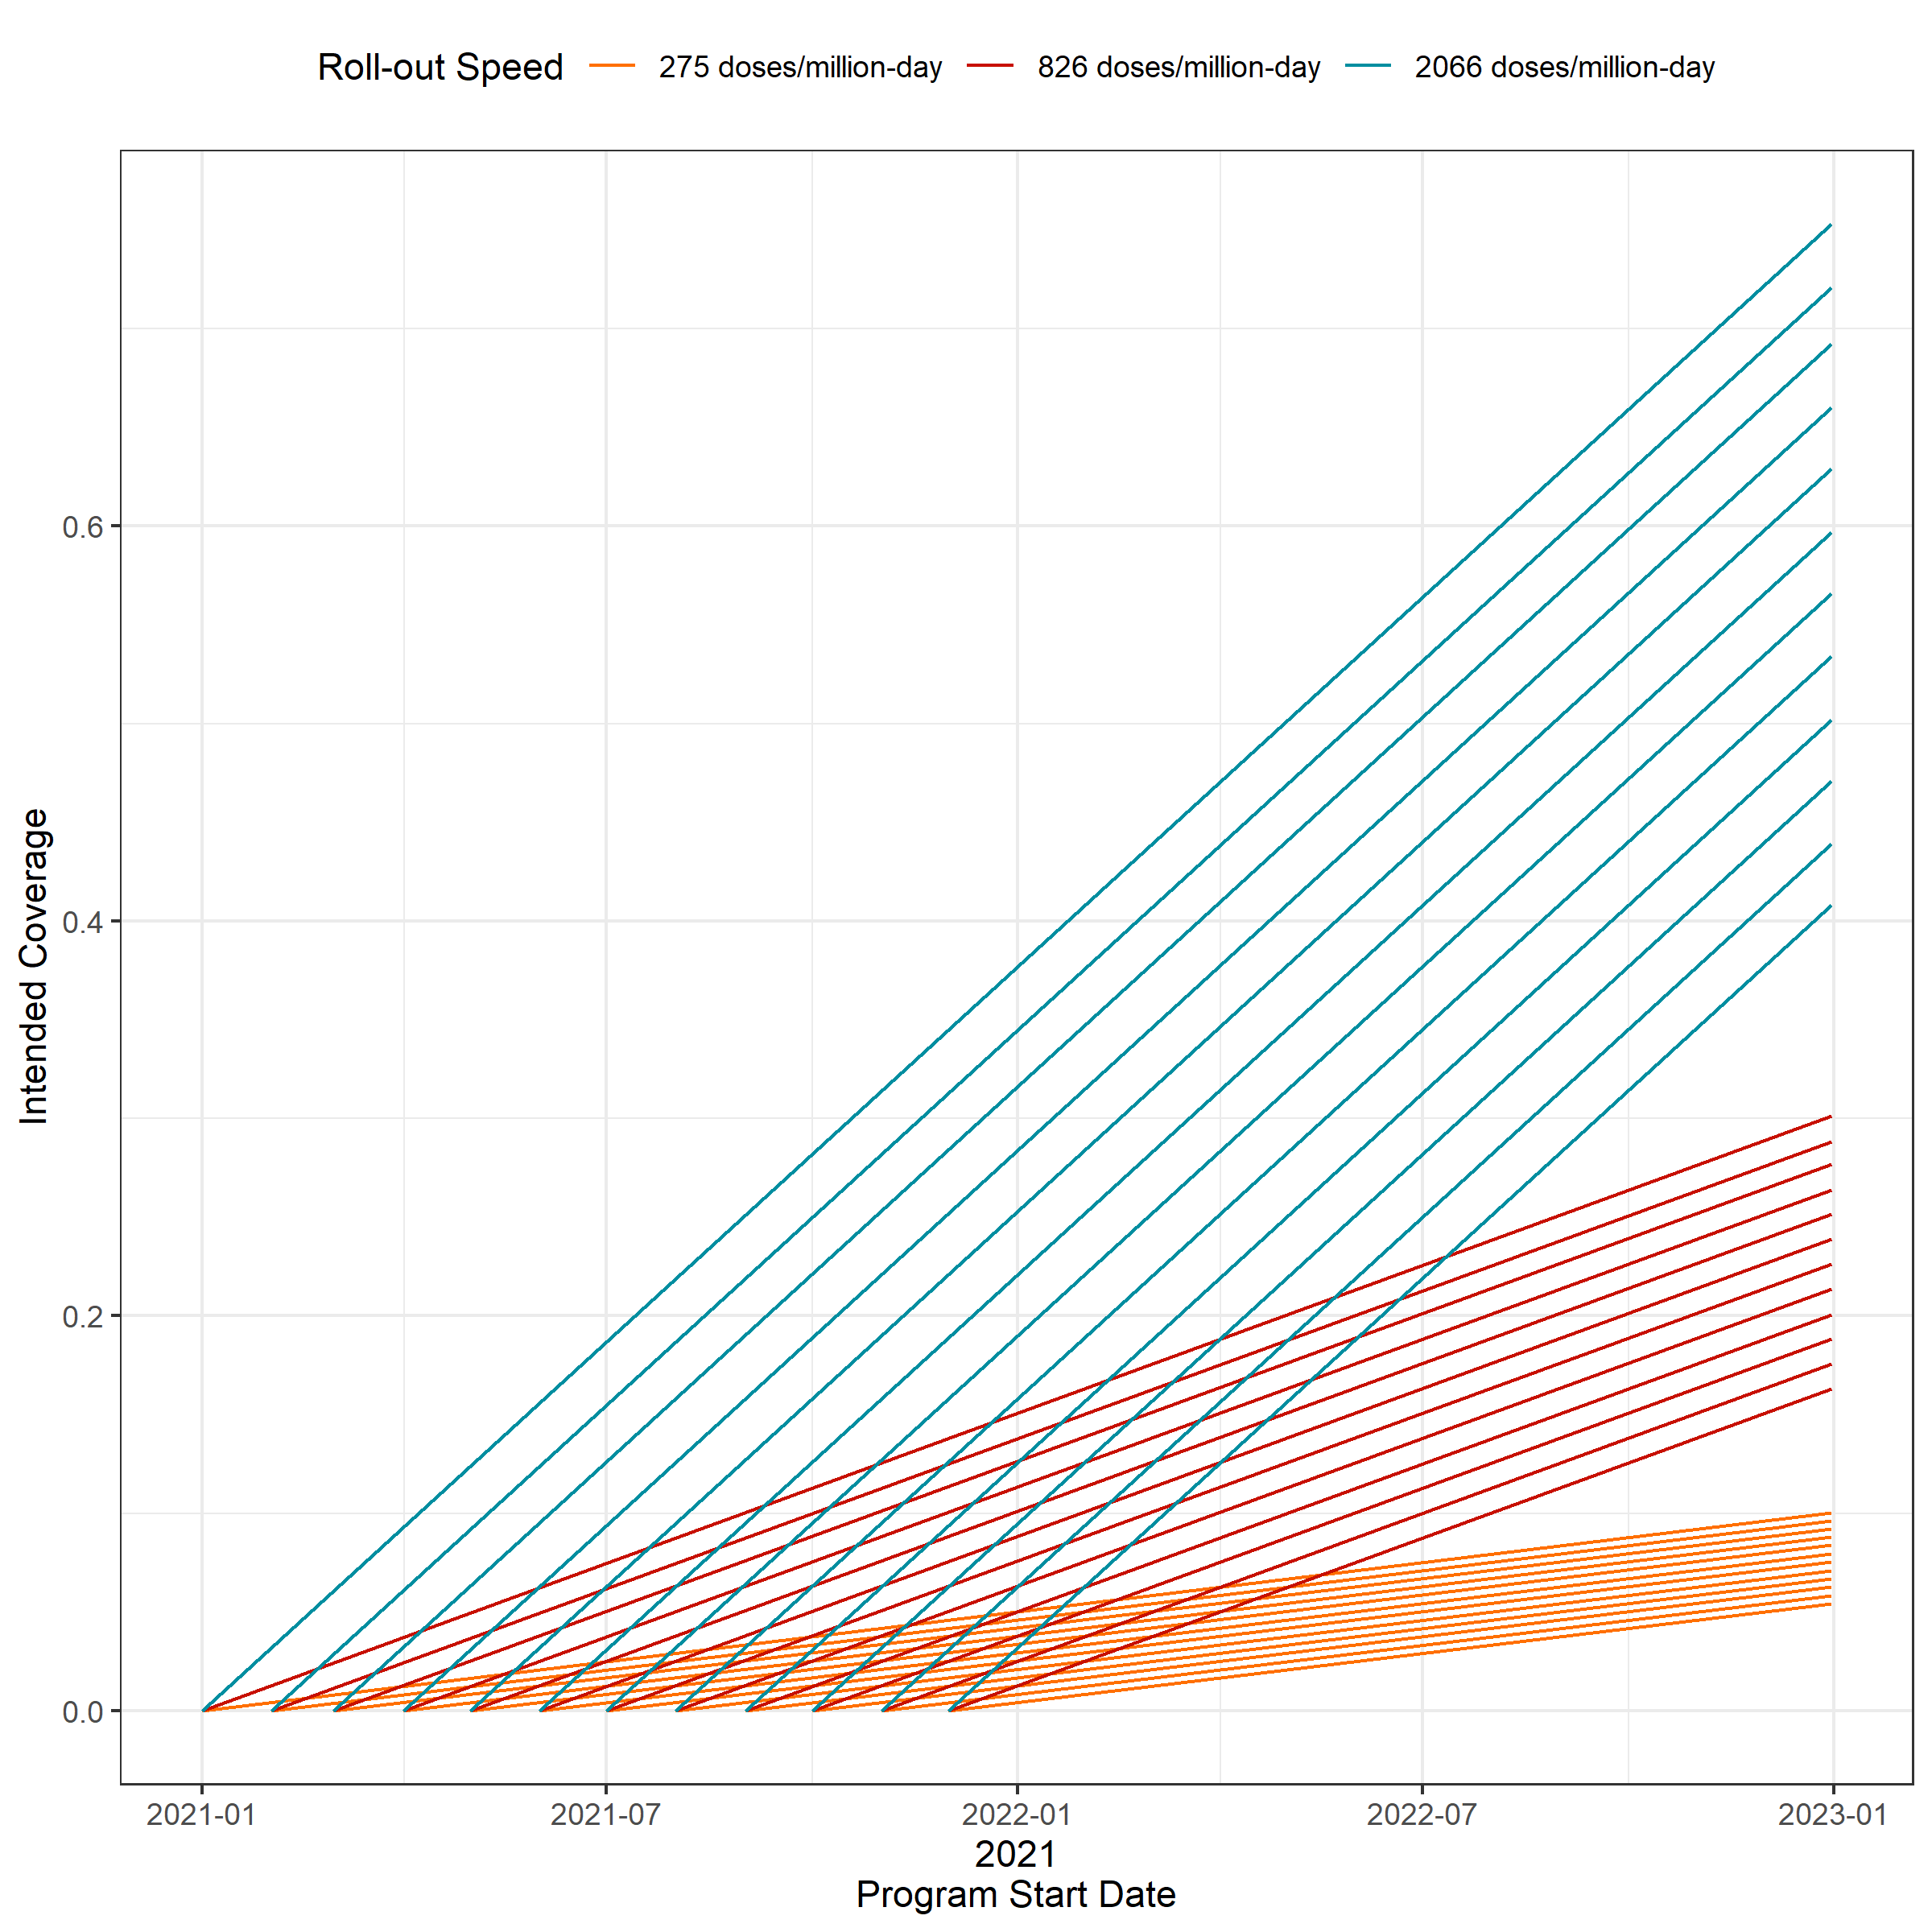 Roll-out Speed 275 doses/million-day 826 doses/million-day 2066 doses/million-day
Intended Coverage
0.6
0.4
0.2
0.0
2021-01 2021-07 2022-01 2022-07 2023-01
2021
Program Start Date